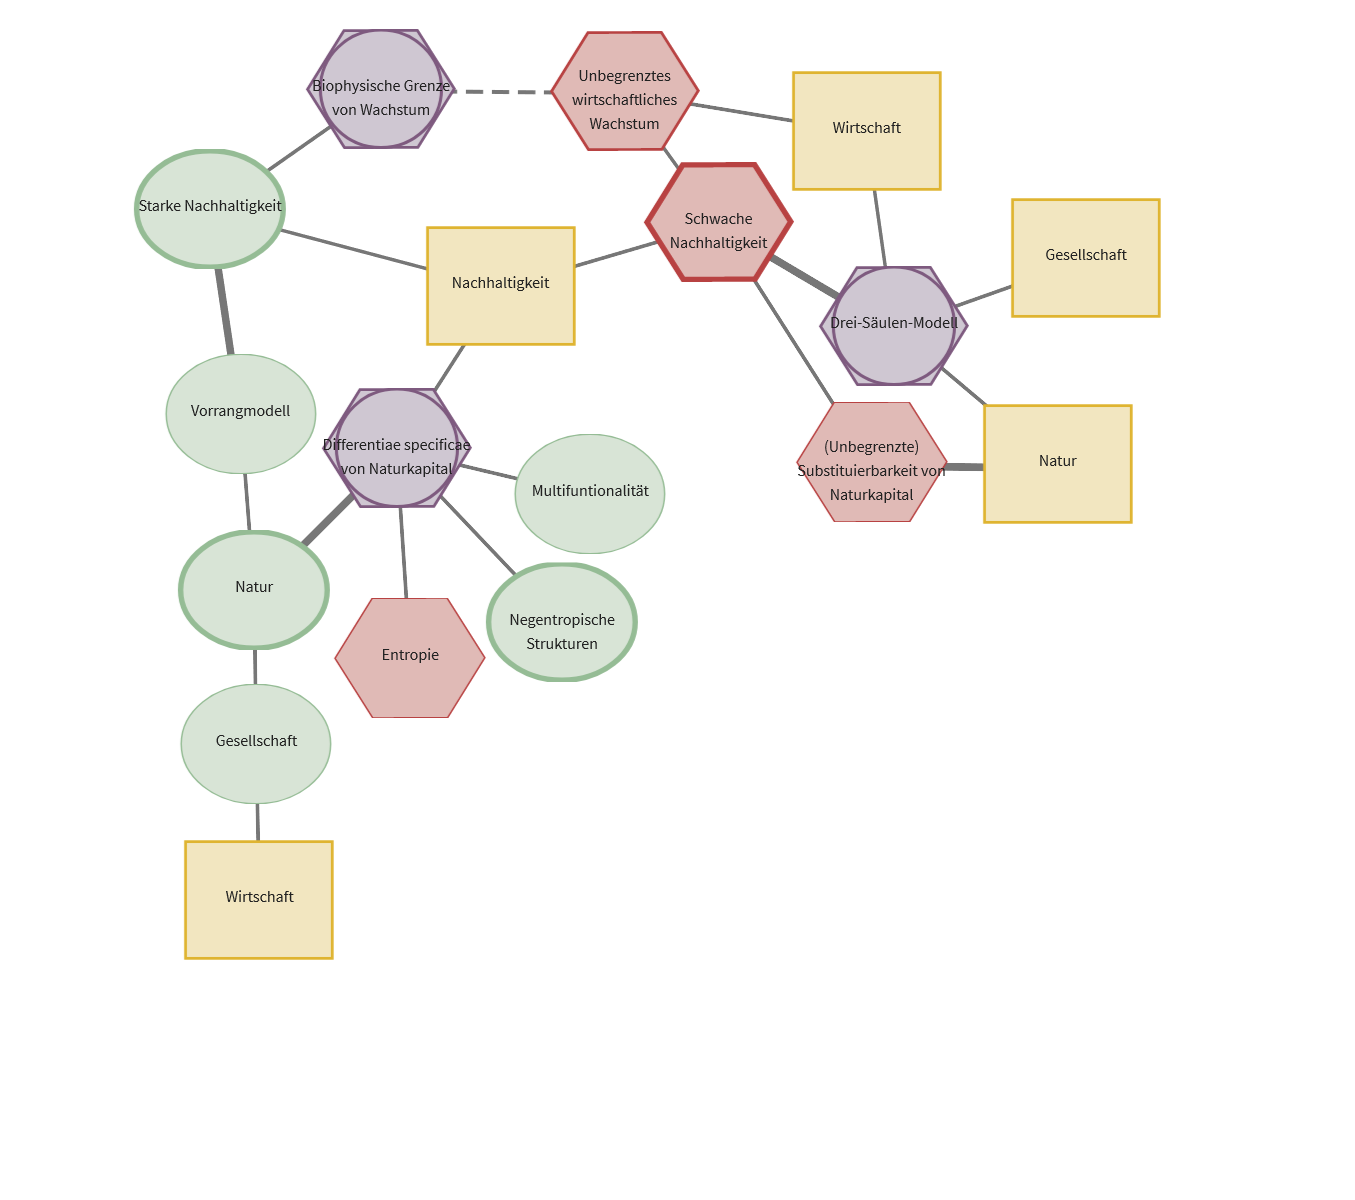 Biophysische Grenze
von Wachstum
Unbegrenztes
wirtschaftliches
Wachstum
Wirtschaft
Starke Nachhaltigkeit
Schwache
Nachhaltigkeit
Gesellschaft
Nachhaltigkeit
Drei-Säulen-Modell
Vorrangmodell
Differentiae specificae
von Naturkapital
(Unbegrenzte)
Substituierbarkeit von
Naturkapital
Natur
Multifuntionalität
Natur
Negentropische
Strukturen
Entropie
Gesellschaft
Wirtschaft